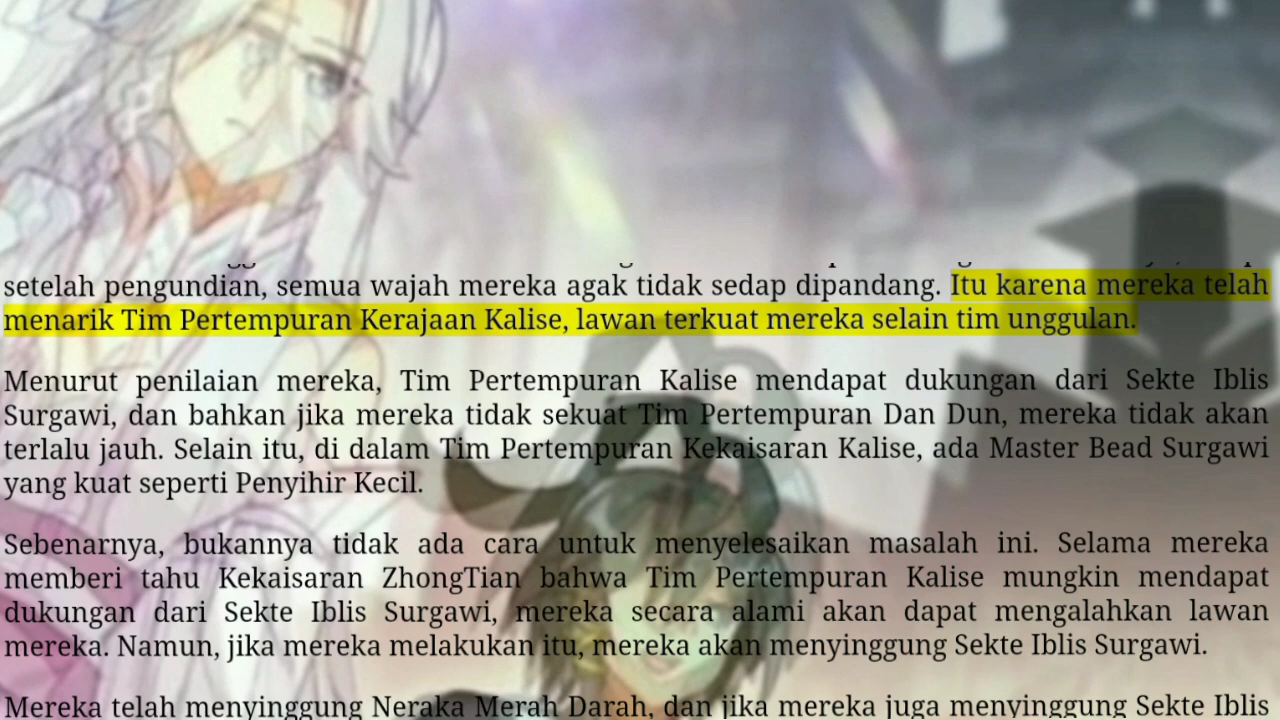 setelah pengundian, semua wajah mereka agak tidak sedap dipandang. Itu karena mereka telah
menarik Tim Pertempuran Kerajaan Kalise, lawan terkuat mereka selain tim unggulan.
Menurut penilaian mereka, Tim Pertempuran Kalise mendapat dukungan dari Sekte Iblis
Surgawi, dan bahkan jika mereka tidak sekuat Tim Pertempuran Dan Dun, mereka tidak akan
terlalu jauh. Selain itu, di dalam Tim Pertempuran Kekaisaran Kalise, ada Master Bead Surgawi
yang kuat seperti Penyihir Kecil.
Sebenarnya, bukannya tidak ada cara untuk menyelesaikan masalah ini. Selama mereka
memberi tahu Kekaisaran ZhongTian bahwa Tim Pertempuran Kalise mungkin mendapat
dukungan dari Sekte Iblis Surgawi, mereka secara alami akan dapat mengalahkan lawan
mereka. Namun, jika mereka melakukan itu, mereka akan menyinggung Sekte Iblis Surgawi.
Mereka telah menyinggung Neraka Merah Darah, dan jika mereka juga menyinggung Sekte Iblis